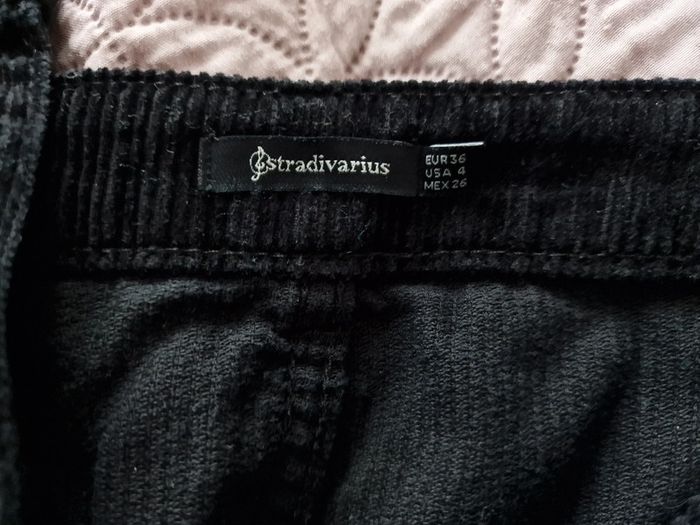 stradivarius
EUR 36
USA 4
MEX 26